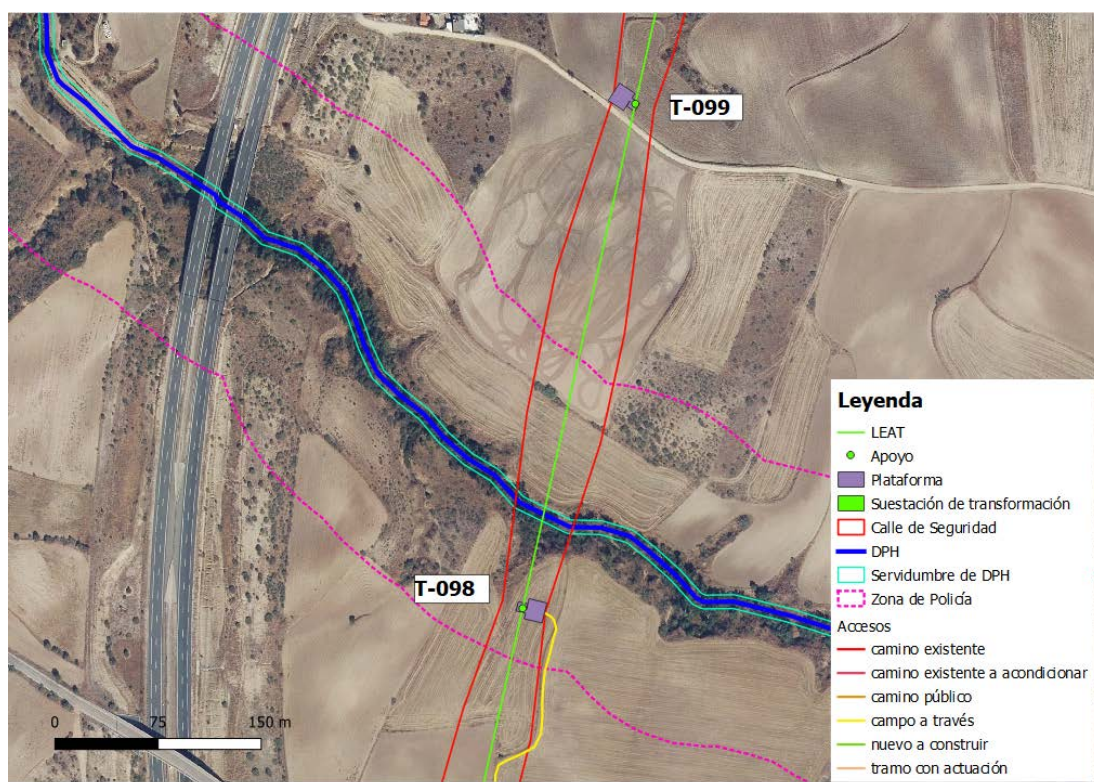 T-099
T-098
0
75
150 m
Leyenda
LEAT
Apoyo
Plataforma
Suestación de transformación
Calle de Seguridad
DPH
Servidumbre de DPH
Zona de Policía
Accesos
camino existente
camino existente a acondicionar
camino público
campo a través
nuevo a construir
tramo con actuación